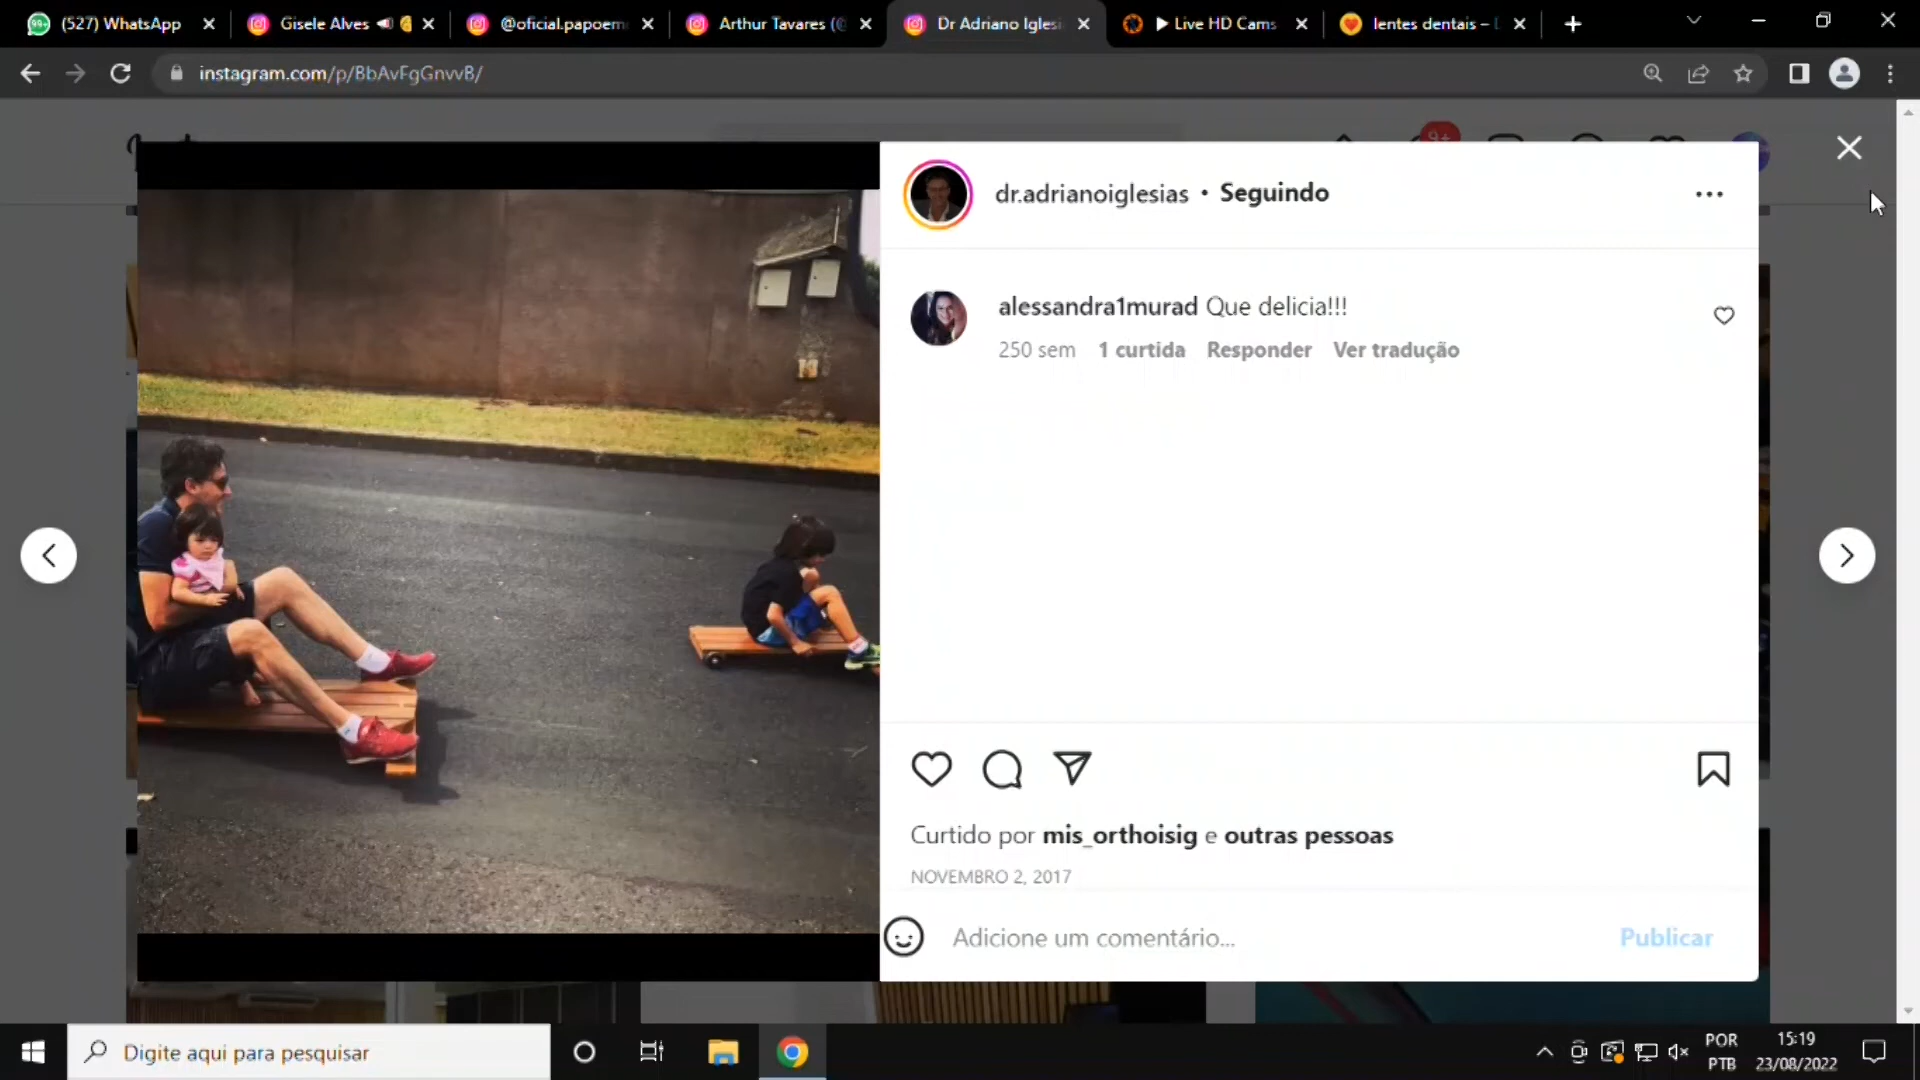 (527) WhatsApp
Gisele Alves
@oficial.papoem
Arthur Tavares (@
Dr Adriano Iglesi
▶ Live HD Cams
lentes dentais –
instagram.com/p/BbAvFgGnvvB/
9+
dr.adrianoiglesias • Seguindo
alessandra1murad Que delicia!!!
250 sem 1 curtida Responder Ver tradução
Curtido por mis_orthoisig e outras pessoas
NOVEMBRO 2, 2017
Adicione um comentário... Publicar
Digite aqui para pesquisar
POR
PTB
15:19
23/08/2022